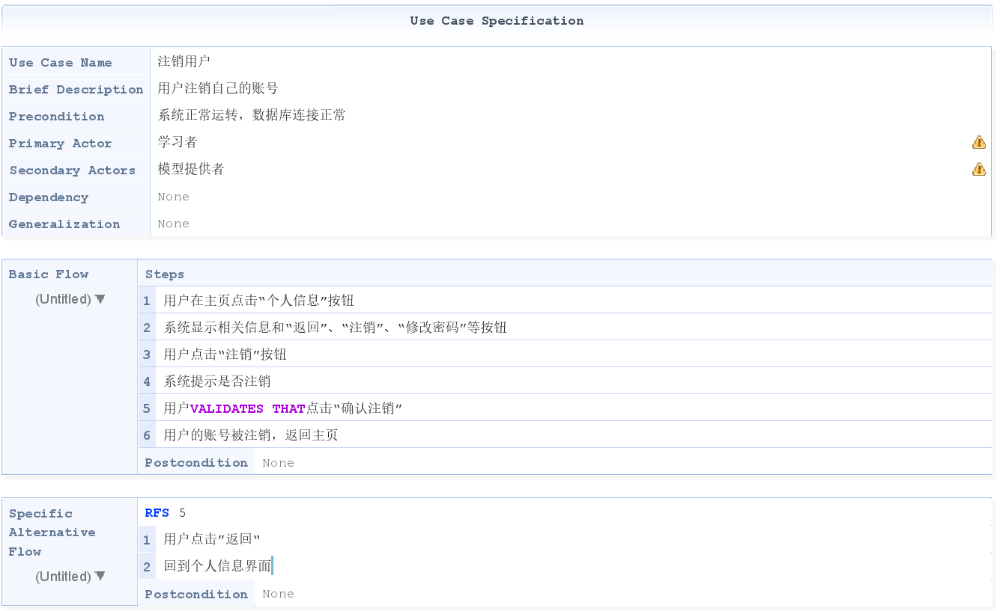 Use Case Specification
Use Case Name 注销用户
Brief Description 用户注销自己的账号
Precondition 系统正常运转，数据库连接正常
Primary Actor 学习者
Secondary Actors 模型提供者
Dependency None
Generalization None
Basic Flow Steps
(Untitled) ▼
1 用户在主页点击“个人信息”按钮
2 系统显示相关信息和“返回”、“注销”、“修改密码”等按钮
3 用户点击“注销”按钮
4 系统提示是否注销
5 用户VALIDATES THAT点击“确认注销”
6 用户的账号被注销，返回主页
Postcondition None
Specific
Alternative
Flow
(Untitled) ▼
RFS 5
1 用户点击”返回“
2 回到个人信息界面
Postcondition None